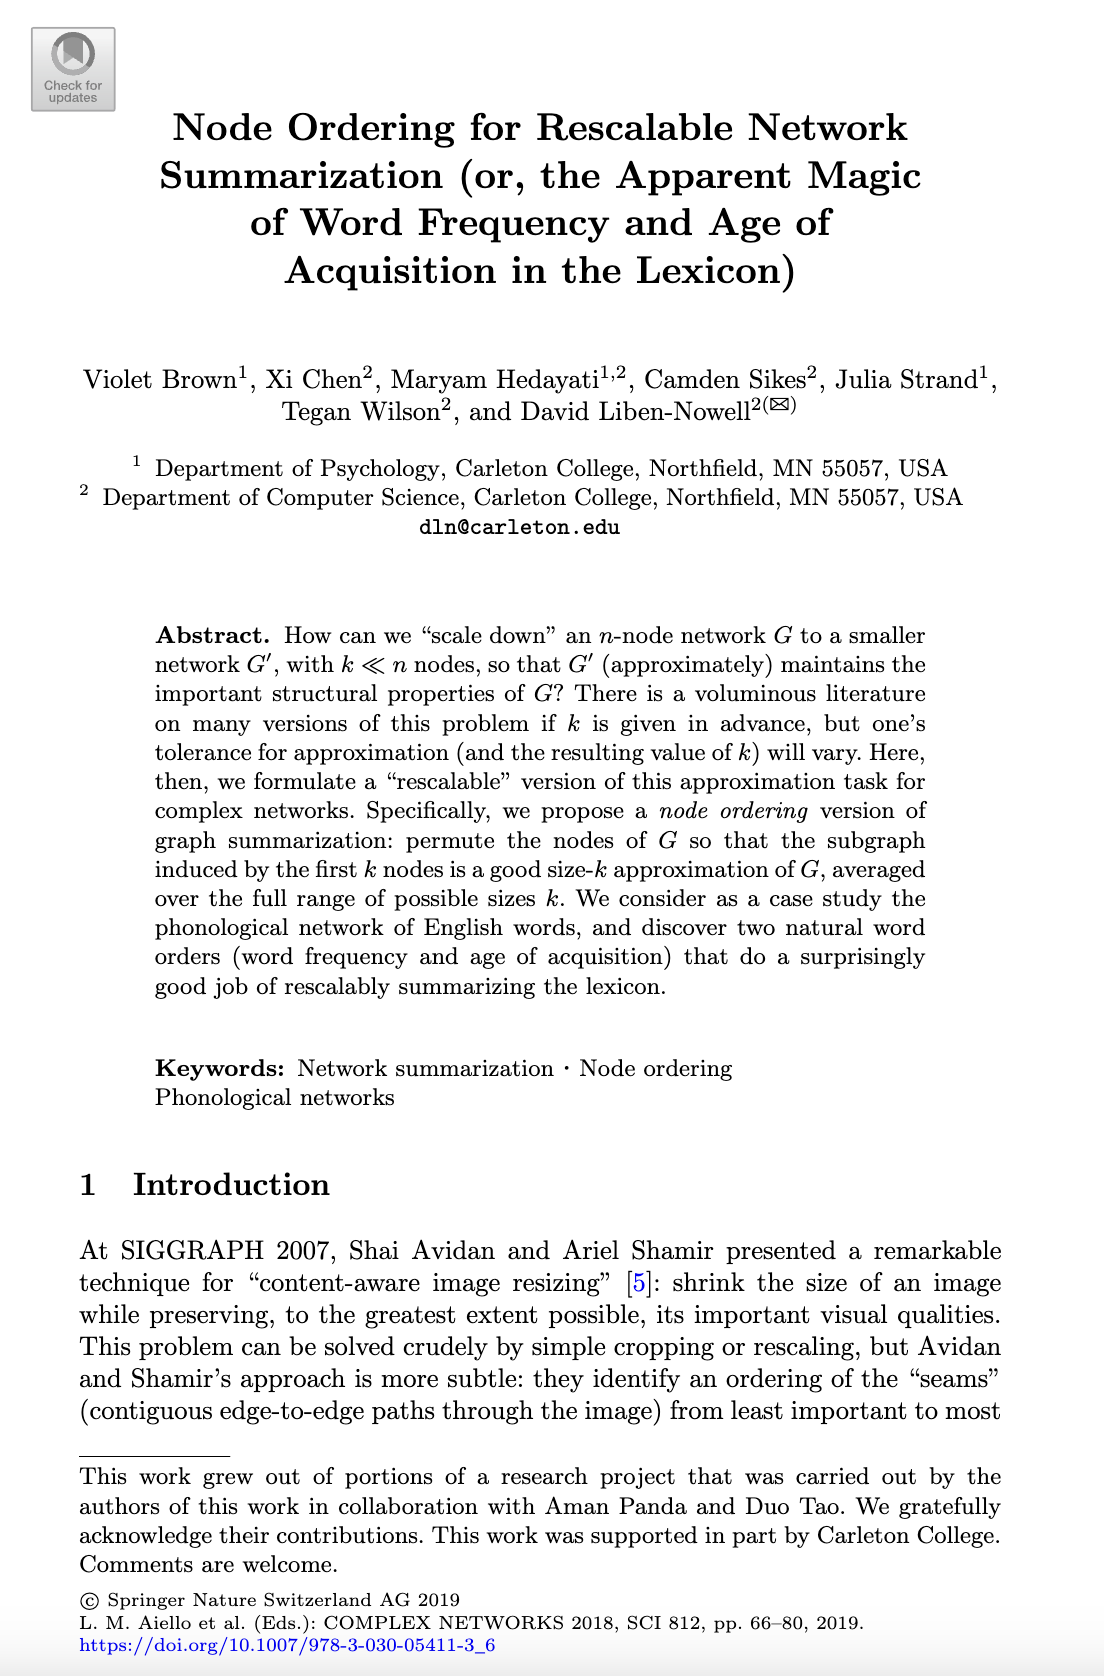 Check for
updates
Node Ordering for Rescalable Network
Summarization (or, the Apparent Magic
of Word Frequency and Age of
Acquisition in the Lexicon)
Violet Brown1, Xi Chen2, Maryam Hedayati1,2, Camden Sikes2, Julia Strand1,
Tegan Wilson2, and David Liben-Nowell2(✉)
1 Department of Psychology, Carleton College, Northfield, MN 55057, USA
2 Department of Computer Science, Carleton College, Northfield, MN 55057, USA
dln@carleton.edu
Abstract. How can we “scale down” an n-node network G to a smaller
network G′, with k ≪ n nodes, so that G′ (approximately) maintains the
important structural properties of G? There is a voluminous literature
on many versions of this problem if k is given in advance, but one’s
tolerance for approximation (and the resulting value of k) will vary. Here,
then, we formulate a “rescalable” version of this approximation task for
complex networks. Specifically, we propose a node ordering version of
graph summarization: permute the nodes of G so that the subgraph
induced by the first k nodes is a good size-k approximation of G, averaged
over the full range of possible sizes k. We consider as a case study the
phonological network of English words, and discover two natural word
orders (word frequency and age of acquisition) that do a surprisingly
good job of rescalably summarizing the lexicon.
Keywords: Network summarization · Node ordering
Phonological networks
1 Introduction
At SIGGRAPH 2007, Shai Avidan and Ariel Shamir presented a remarkable
technique for “content-aware image resizing” [5]: shrink the size of an image
while preserving, to the greatest extent possible, its important visual qualities.
This problem can be solved crudely by simple cropping or rescaling, but Avidan
and Shamir’s approach is more subtle: they identify an ordering of the “seams”
(contiguous edge-to-edge paths through the image) from least important to most
This work grew out of portions of a research project that was carried out by the
authors of this work in collaboration with Aman Panda and Duo Tao. We gratefully
acknowledge their contributions. This work was supported in part by Carleton College.
Comments are welcome.
© Springer Nature Switzerland AG 2019
L. M. Aiello et al. (Eds.): COMPLEX NETWORKS 2018, SCI 812, pp. 66–80, 2019.
https://doi.org/10.1007/978-3-030-05411-3_6